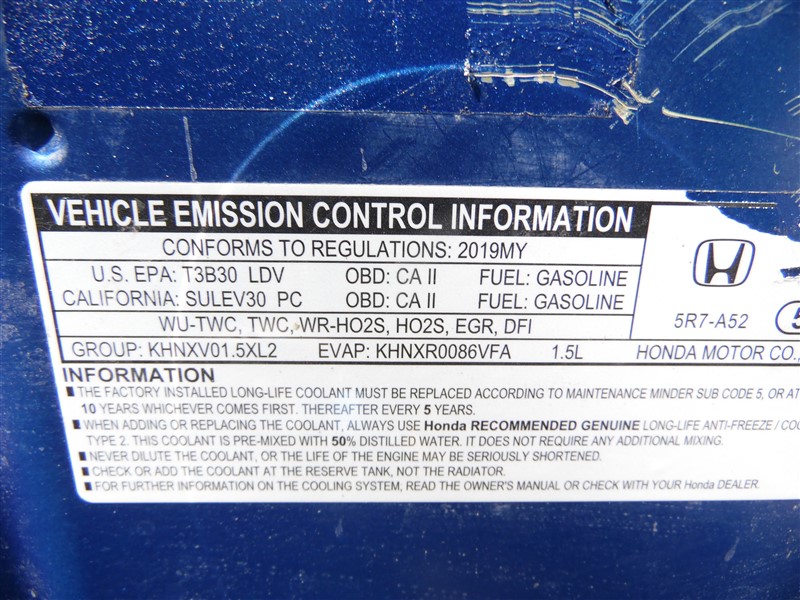 VEHICLE EMISSION CONTROL INFORMATION
CONFORMS TO REGULATIONS: 2019MY
U.S. EPA: T3B30 LDV OBD: CA II FUEL: GASOLINE
CALIFORNIA: SULEV30 PC OBD: CA II FUEL: GASOLINE
WU-TWC, TWC, WR-HO2S, HO2S, EGR, DFI
5R7-A52 5
GROUP: KHNXV01.5XL2 EVAP: KHNXR0086VFA 1.5L HONDA MOTOR CO.,
INFORMATION
■ THE FACTORY INSTALLED LONG-LIFE COOLANT MUST BE REPLACED ACCORDING TO MAINTENANCE MINDER SUB CODE 5, OR AT
10 YEARS WHICHEVER COMES FIRST. THEREAFTER EVERY 5 YEARS.
■ WHEN ADDING OR REPLACING THE COOLANT, ALWAYS USE Honda RECOMMENDED GENUINE LONG-LIFE ANTI-FREEZE / COO
TYPE 2. THIS COOLANT IS PRE-MIXED WITH 50% DISTILLED WATER. IT DOES NOT REQUIRE ANY ADDITIONAL MIXING.
■ NEVER DILUTE THE COOLANT, OR THE LIFE OF THE ENGINE MAY BE SERIOUSLY SHORTENED.
■ CHECK OR ADD THE COOLANT AT THE RESERVE TANK, NOT THE RADIATOR.
■ FOR FURTHER INFORMATION ON THE COOLING SYSTEM, READ THE OWNER'S MANUAL OR CHECK WITH YOUR Honda DEALER.